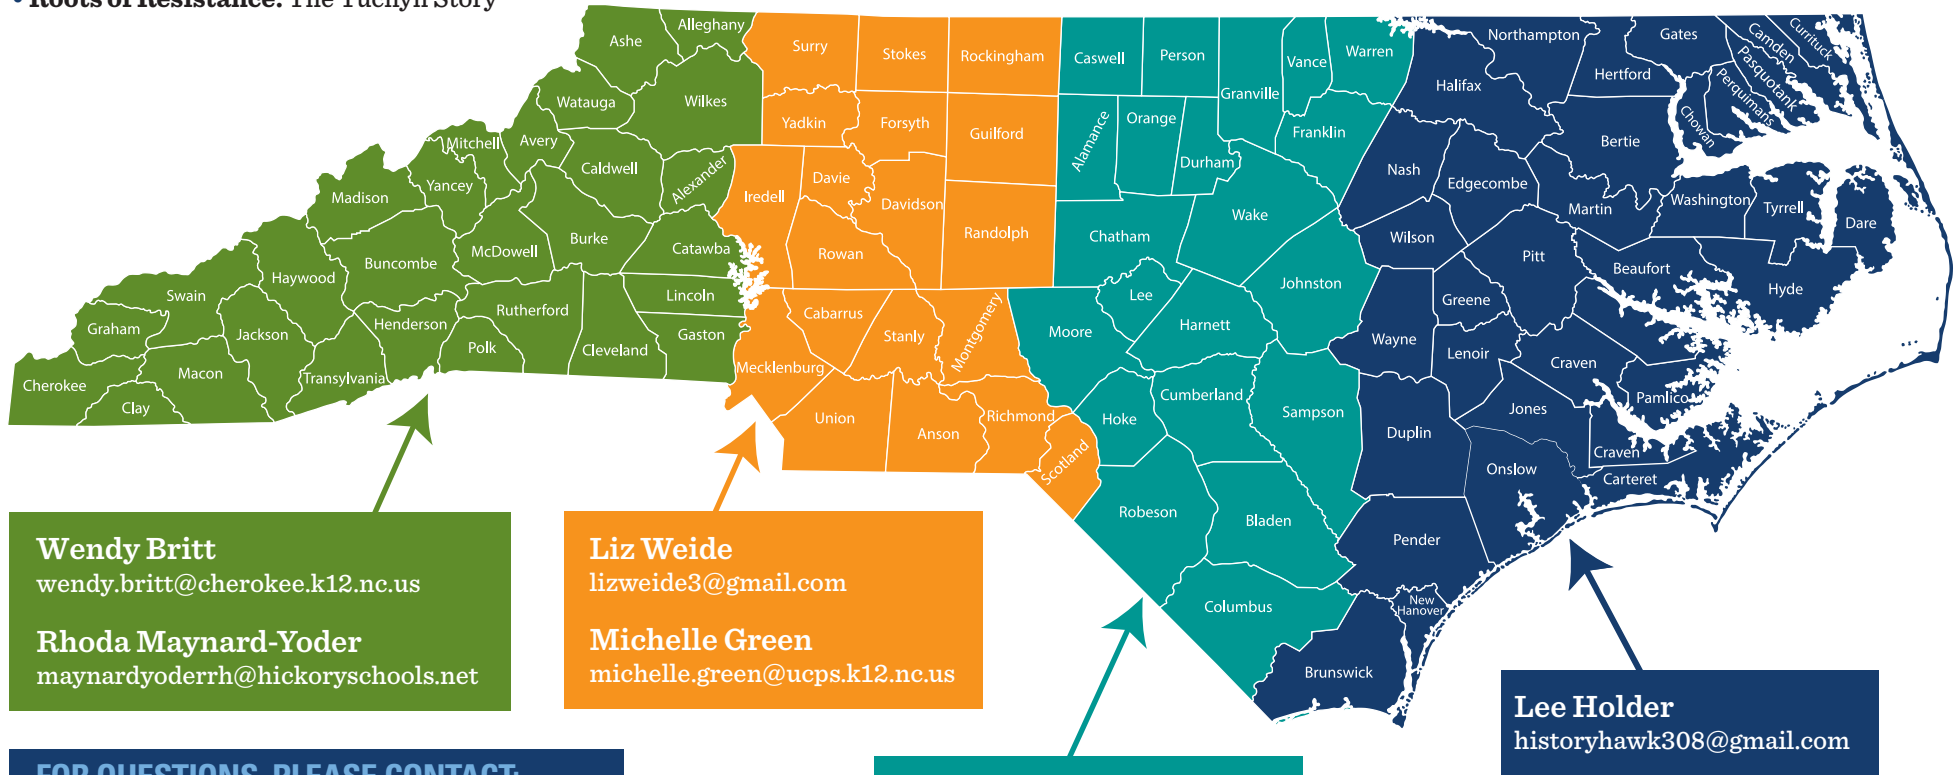 • Roots of Resistance: The Tuchyn Story
Ashe
Alleghany
Surry
Stokes
Rockingham
Caswell
Person
Granville
Vance
Warren
Northampton
Gates
Camden
Currituck
Pasquotank
Perquimans
Chowan
Hertford
Halifax
Watauga
Wilkes
Yadkin
Forsyth
Guilford
Alamance
Orange
Durham
Franklin
Nash
Edgecombe
Bertie
Mitchell
Avery
Caldwell
Alexander
Iredell
Davie
Davidson
Randolph
Chatham
Wake
Wilson
Martin
Washington
Tyrrell
Dare
Madison
Yancey
McDowell
Burke
Catawba
Rowan
Johnston
Pitt
Beaufort
Hyde
Swain
Haywood
Buncombe
Rutherford
Lincoln
Cabarrus
Stanly
Montgomery
Moore
Lee
Harnett
Wayne
Greene
Lenoir
Craven
Pamlico
Graham
Jackson
Henderson
Polk
Cleveland
Gaston
Mecklenburg
Cherokee
Macon
Clay
Transylvania
Union
Anson
Richmond
Scotland
Hoke
Cumberland
Sampson
Duplin
Jones
Craven
Carteret
Onslow
Robeson
Bladen
Pender
Columbus
New
Hanover
Brunswick
Wendy Britt
wendy.britt@cherokee.k12.nc.us
Rhoda Maynard-Yoder
maynardyoderrh@hickoryschools.net
Liz Weide
lizweide3@gmail.com
Michelle Green
michelle.green@ucps.k12.nc.us
Lee Holder
historyhawk308@gmail.com
FOR QUESTIONS, PLEASE CONTACT: